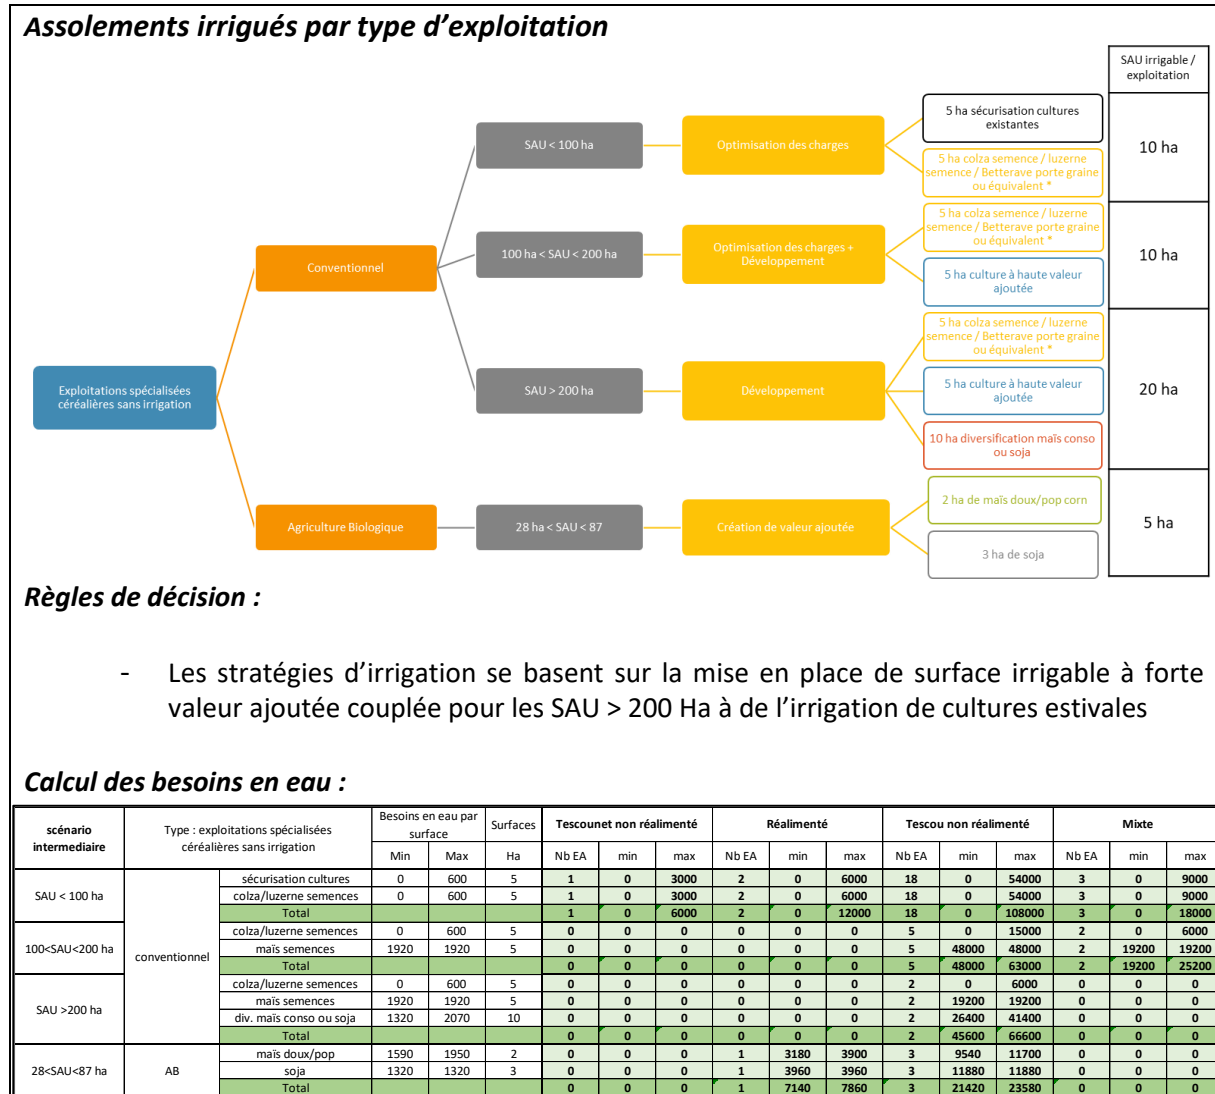 Assolements irrigués par type d’exploitation
SAU irrigable /
exploitation
Exploitations spécialisées
céréalières sans irrigation
Conventionnel
SAU < 100 ha
Optimisation des charges
5 ha sécurisation cultures
existantes
5 ha colza semence / luzerne
semence / Betterave porte graine
ou équivalent *
10 ha
100 ha < SAU < 200 ha
Optimisation des charges +
Développement
5 ha colza semence / luzerne
semence / Betterave porte graine
ou équivalent *
5 ha culture à haute valeur
ajoutée
10 ha
SAU > 200 ha
Développement
5 ha colza semence / luzerne
semence / Betterave porte graine
ou équivalent *
5 ha culture à haute valeur
ajoutée
10 ha diversification maïs conso
ou soja
20 ha
Agriculture Biologique
28 ha < SAU < 87
Création de valeur ajoutée
2 ha de maïs doux/pop corn
3 ha de soja
5 ha
Règles de décision :
- Les stratégies d’irrigation se basent sur la mise en place de surface irrigable à forte
valeur ajoutée couplée pour les SAU > 200 Ha à de l’irrigation de cultures estivales
Calcul des besoins en eau :
scénario intermediaire | Type : exploitations spécialisées céréalières sans irrigation | Besoins en eau par surface | Surfaces | Tescounet non réalimenté | Réalimenté | Tescou non réalimenté | Mixte
Min Max Ha Nb EA min max Nb EA min max Nb EA min max Nb EA min max
SAU < 100 ha conventionnel sécurisation cultures 0 600 5 1 0 3000 2 0 6000 18 0 54000 3 0 9000
colza/luzerne semences 0 600 5 1 0 3000 2 0 6000 18 0 54000 3 0 9000
Total 1 0 6000 2 0 12000 18 0 108000 3 0 18000
100<SAU<200 ha colza/luzerne semences 0 600 5 0 0 0 0 0 0 5 0 15000 2 0 6000
maïs semences 1920 1920 5 0 0 0 0 0 0 5 48000 48000 2 19200 19200
Total 0 0 0 0 0 0 5 48000 63000 2 19200 25200
SAU >200 ha colza/luzerne semences 0 600 5 0 0 0 0 0 0 2 0 6000 0 0 0
maïs semences 1920 1920 5 0 0 0 0 0 0 2 19200 19200 0 0 0
div. maïs conso ou soja 1320 2070 10 0 0 0 0 0 0 2 26400 41400 0 0 0
Total 0 0 0 0 0 0 2 45600 66600 0 0 0
28<SAU<87 ha AB maïs doux/pop 1590 1950 2 0 0 0 1 3180 3900 3 9540 11700 0 0 0
soja 1320 1320 3 0 0 0 1 3960 3960 3 11880 11880 0 0 0
Total 0 0 0 1 7140 7860 3 21420 23580 0 0 0